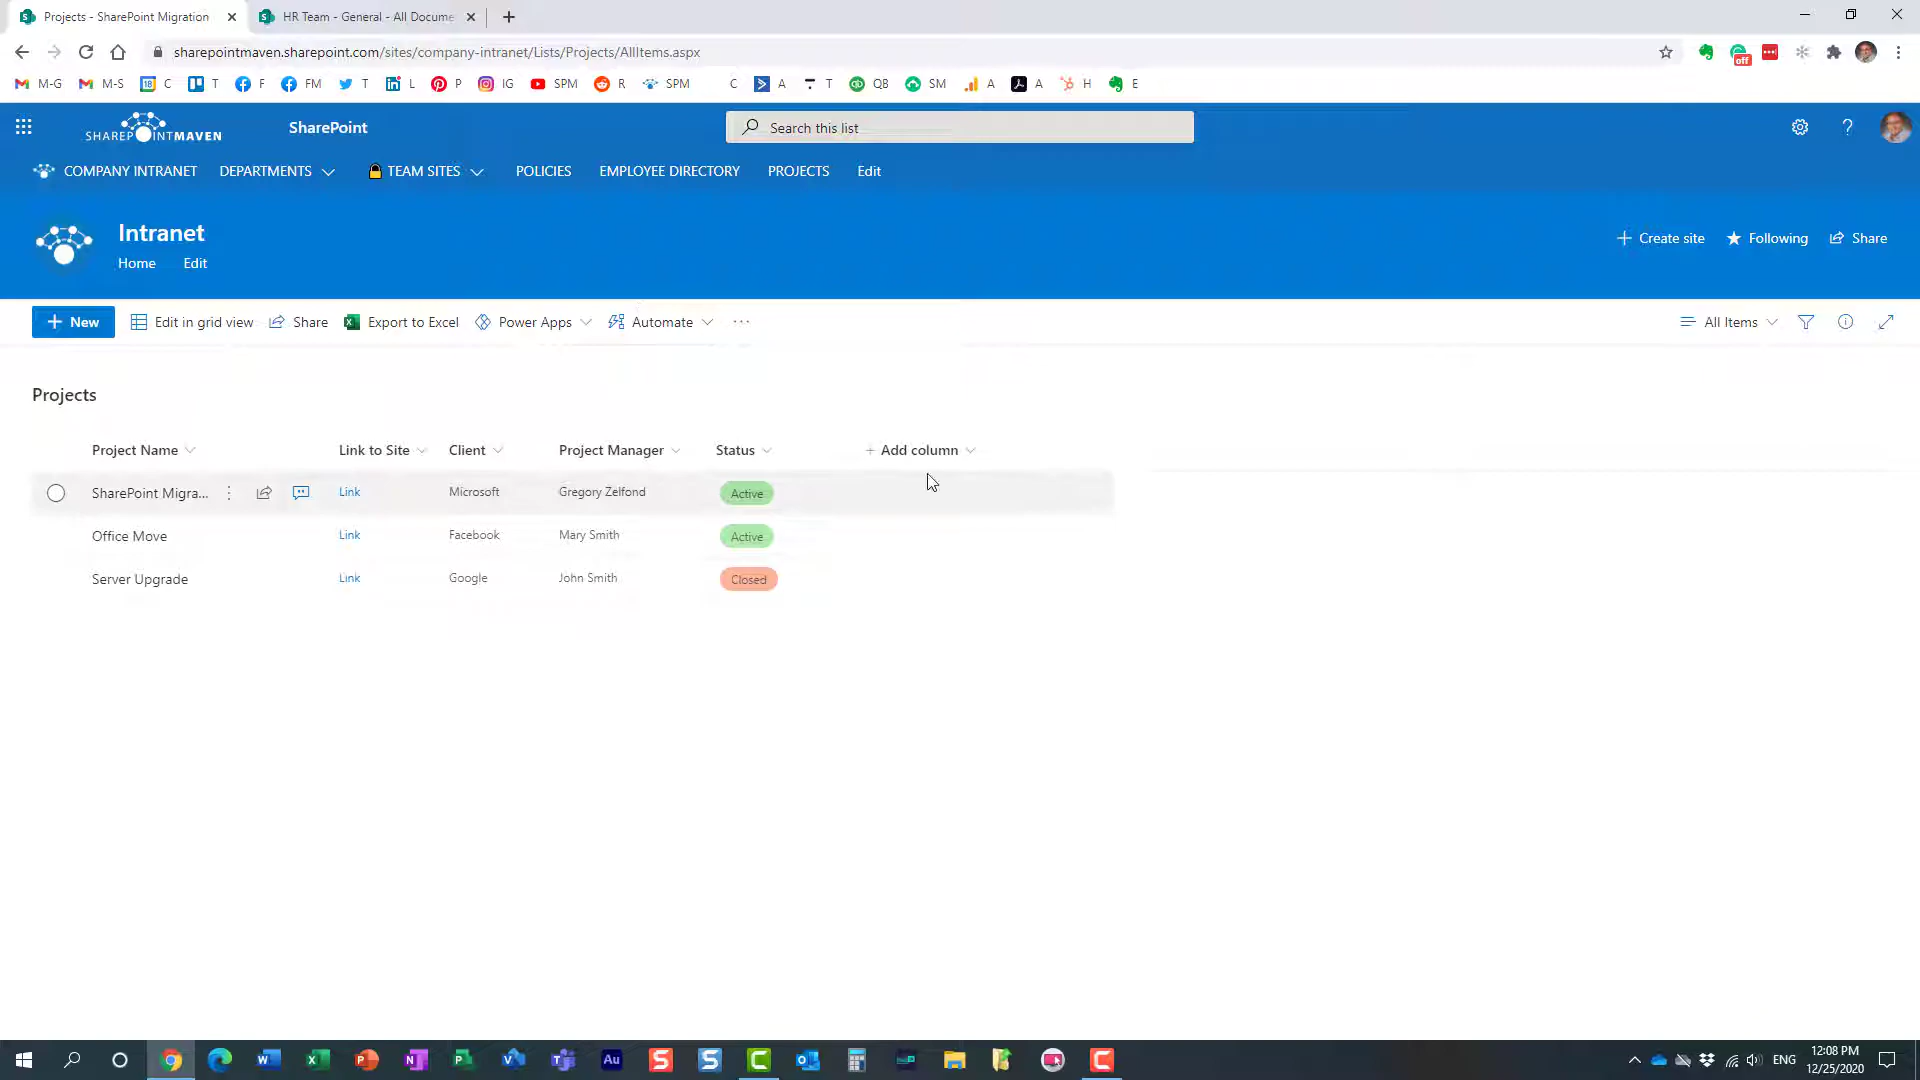 Projects - SharePoint Migration
HR Team - General - All Docume
sharepointmaven.sharepoint.com/sites/company-intranet/Lists/Projects/AllItems.aspx
off
M-G M-S 18 C T F FM T L P IG SPM R SPM C A T QB SM A A H E
SHAREPOINTMAVEN
SharePoint
Search this list
COMPANY INTRANET DEPARTMENTS TEAM SITES POLICIES EMPLOYEE DIRECTORY PROJECTS Edit
Intranet
Home Edit
Create site Following Share
New Edit in grid view Share Export to Excel Power Apps Automate ··· All Items
Projects
Project Name Link to Site Client Project Manager Status + Add column
SharePoint Migra... Link Microsoft Gregory Zelfond Active
Office Move Link Facebook Mary Smith Active
Server Upgrade Link Google John Smith Closed
ENG
12:08 PM
12/25/2020